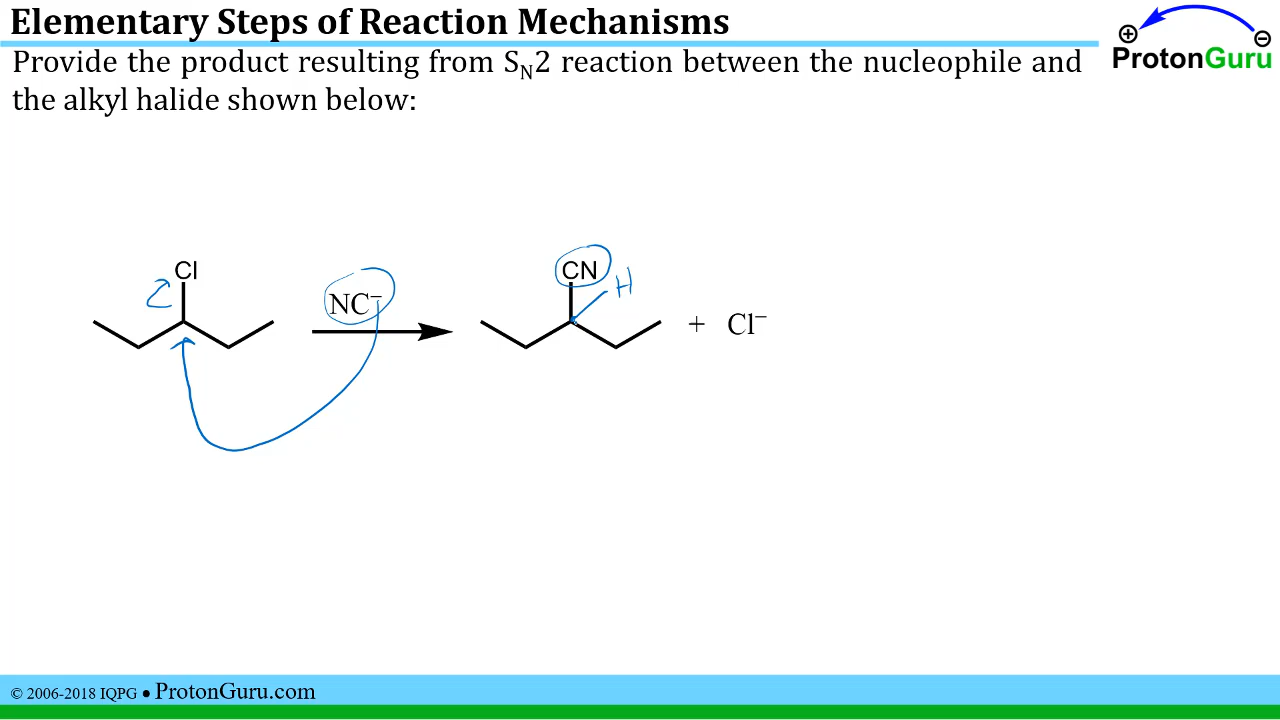 Elementary Steps of Reaction Mechanisms
⊕ ⊖
ProtonGuru
Provide the product resulting from SN2 reaction between the nucleophile and
the alkyl halide shown below:
Cl
NC⁻
CN
H
+ Cl⁻
© 2006-2018 IQPG ● ProtonGuru.com